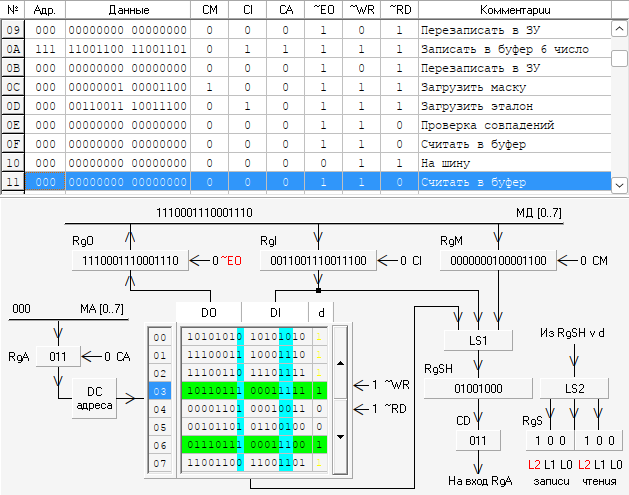 № Адр. Данные CM CI CA ~EO ~WR ~RD Комментарии
09 000 00000000 00000000 0 0 0 1 0 1 Перезаписать в ЗУ
0A 111 11001100 11001101 0 1 1 1 1 1 Записать в буфер 6 число
0B 000 00000000 00000000 0 0 0 1 0 1 Перезаписать в ЗУ
0C 000 00000001 00001100 1 0 0 1 1 1 Загрузить маску
0D 000 00110011 10011100 0 1 0 1 1 1 Загрузить эталон
0E 000 00000000 00000000 0 0 0 1 1 0 Проверка совпадений
0F 000 00000000 00000000 0 0 0 1 1 0 Считать в буфер
10 000 00000000 00000000 0 0 0 0 1 1 На шину
11 000 00000000 00000000 0 0 0 1 1 0 Считать в буфер
1110001110001110 МД [0..7]
RgO RgI RgM
1110001110001110 0 ~EO 0011001110011100 0 CI 0000000100001100 0 CM
000 МА [0..7]
DO DI d
RgA 011 0 CA
DC
адреса
00 10101010 10101010
01 11100011 10001110
02 11001101 10011100
03 10110111 00011111 1
04 00001101 00010011 0
05 00101101 01100100 0
06 01110110 00011100 1
07 11001100 11001101
1 ~WR
1 ~RD
LS1 Из RgSH v d
RgSH
01001000 LS2
CD RgS
011 1 0 0 1 0 0
L2 L1 L0 L2 L1 L0
На вход RgA записи чтения